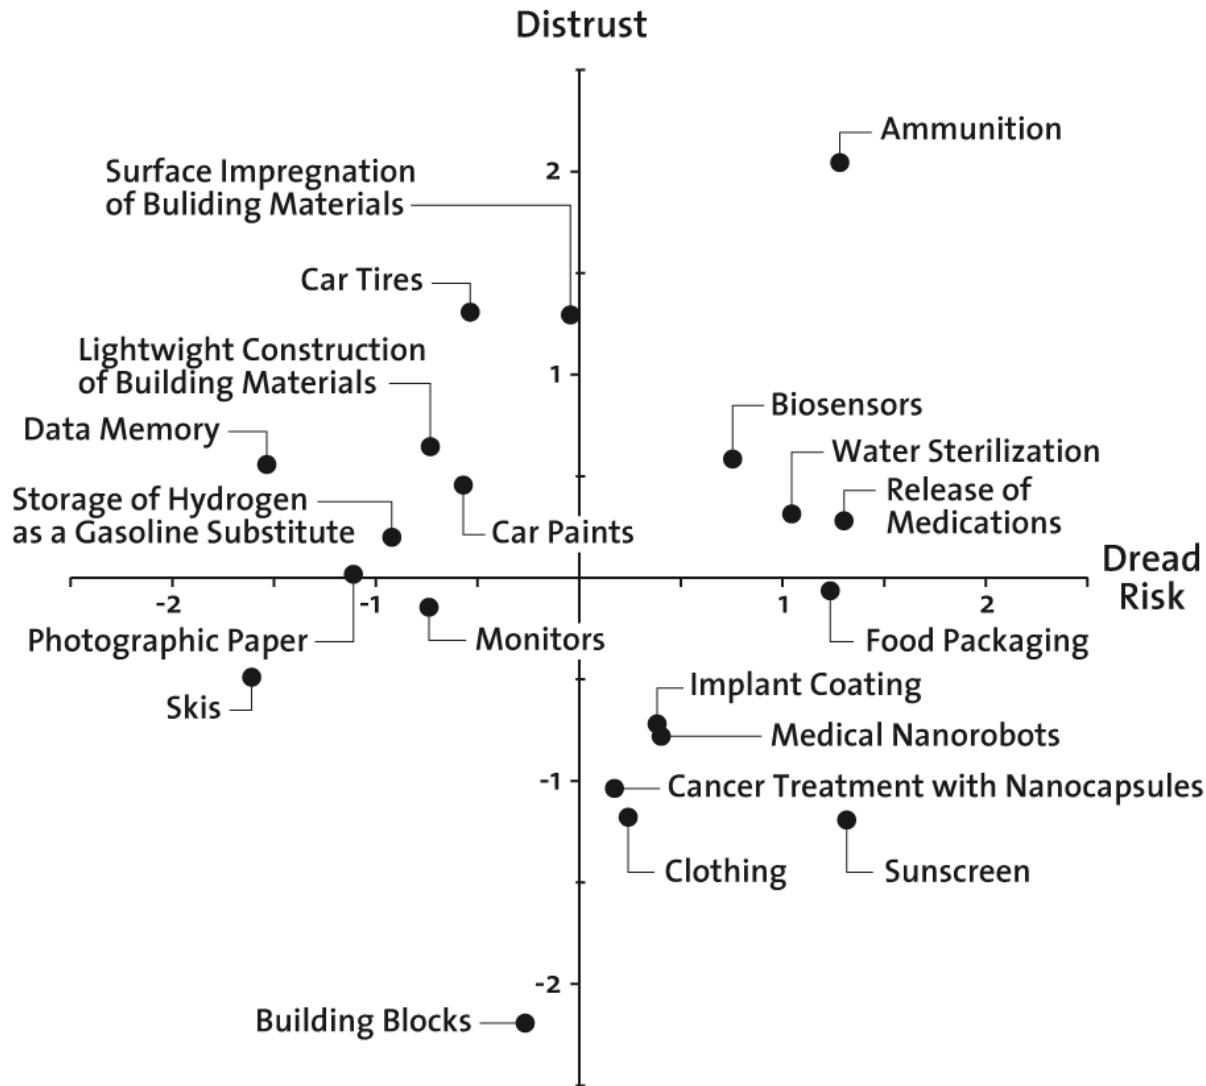 Distrust
Ammunition
Surface Impregnation
of Buliding Materials
2
Car Tires
Lightwight Construction
of Building Materials
1
Biosensors
Data Memory
Water Sterilization
Storage of Hydrogen
as a Gasoline Substitute
Release of
Medications
Car Paints
Dread
Risk
-2
-1
1
2
Photographic Paper
Monitors
Food Packaging
Implant Coating
Skis
Medical Nanorobots
-1
Cancer Treatment with Nanocapsules
Clothing
Sunscreen
-2
Building Blocks